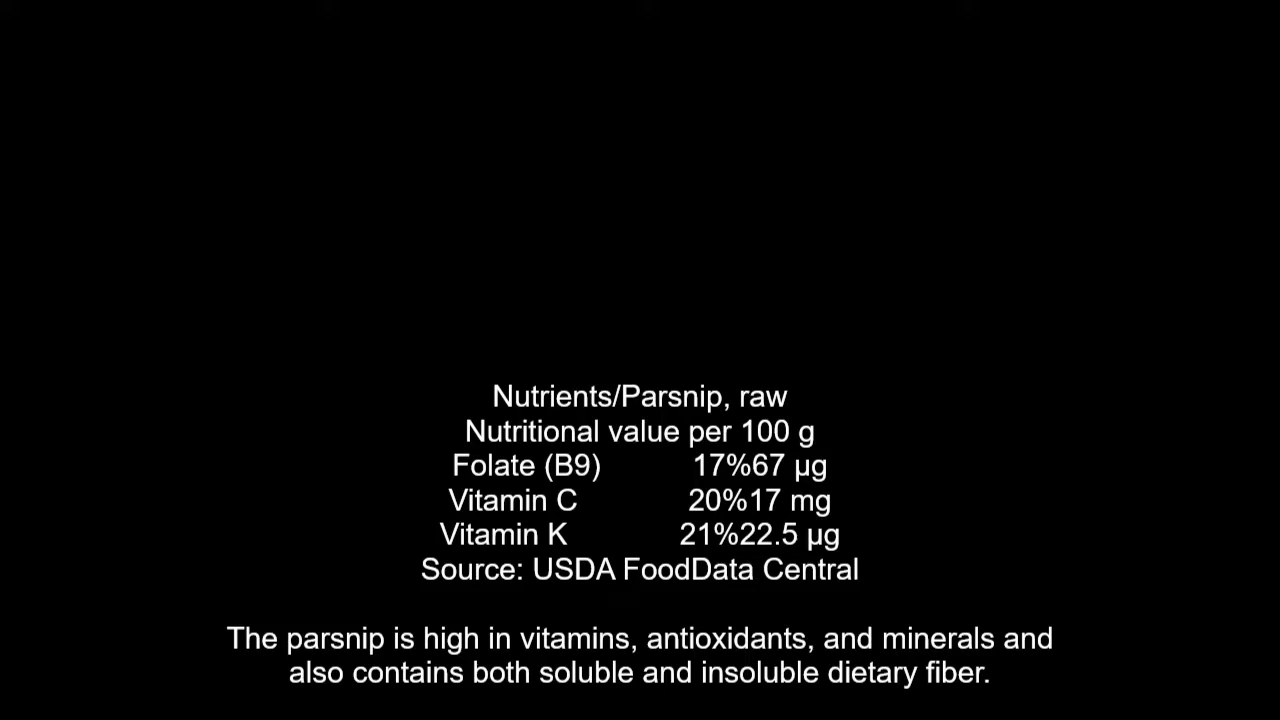 Nutrients/Parsnip, raw
Nutritional value per 100 g
Folate (B9) 17%67 µg
Vitamin C 20%17 mg
Vitamin K 21%22.5 µg
Source: USDA FoodData Central
The parsnip is high in vitamins, antioxidants, and minerals and
also contains both soluble and insoluble dietary fiber.